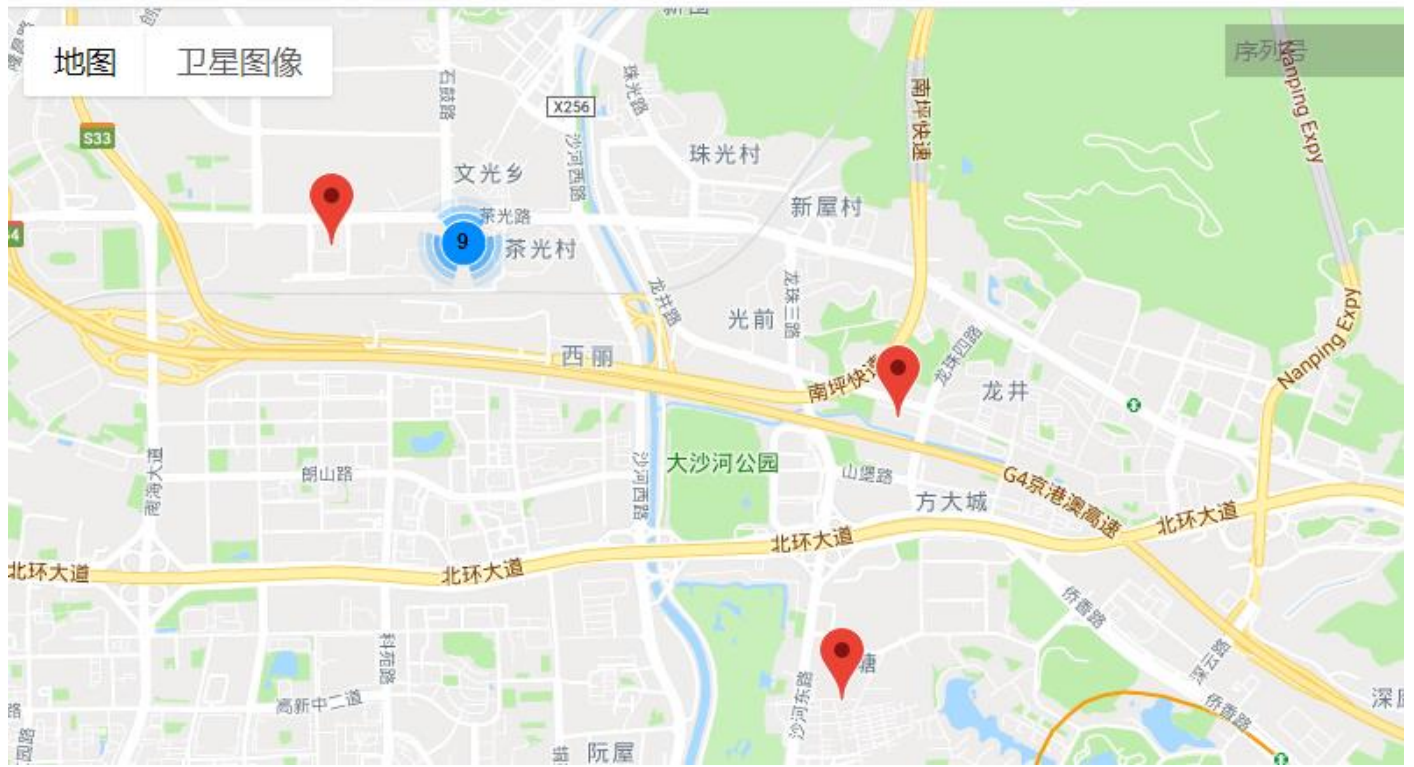 地图
卫星图像
序列号
Nanping Expy
S33
石鼓路
X256
珠光路
南坪快速
沙河西路
文光乡
珠光村
茶光路
新屋村
9
茶光村
龙井路
龙珠三路
光前
西丽
龙珠四路
Nanping Expy
南坪快速
龙井
大沙河公园
朗山路
南海大道
沙河西路
山堡路
G4京港澳高速
方大城
北环大道
北环大道
北环大道
北环大道
侨香路
科苑路
深云路
塘
高新中二道
沙河东路
侨香路
阮屋